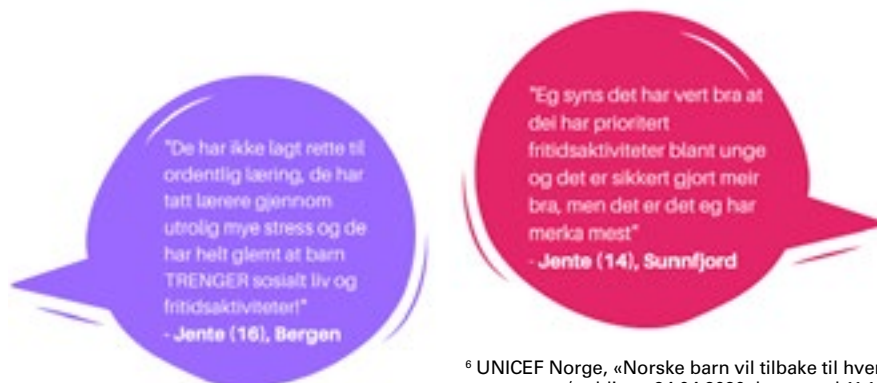 "De har ikke lagt rette til
ordentlig læring, de har
tatt lærere gjennom
utrolig mye stress og de
har helt glemt at barn
TRENGER sosialt liv og
fritidsaktiviteter!"
- Jente (16), Bergen
"Eg syns det har vert bra at
dei har prioritert
fritidsaktiviteter blant unge
og det er sikkert gjort meir
bra, men det er det eg har
merka mest"
- Jente (14), Sunnfjord
⁶ UNICEF Norge, «Norske barn vil tilbake til